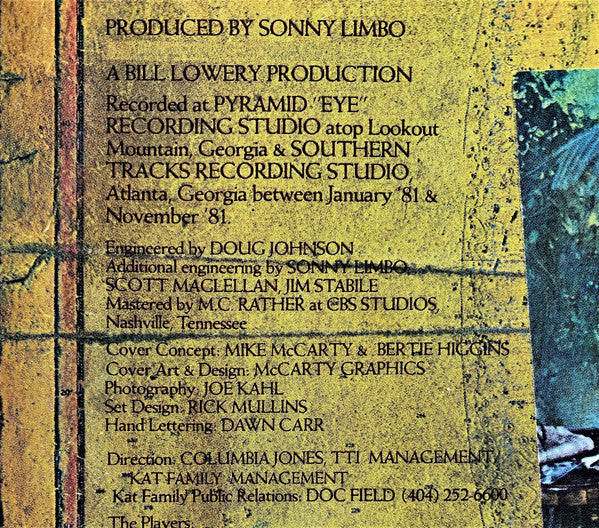 PRODUCED BY SONNY LIMBO
A BILL LOWERY PRODUCTION
Recorded at PYRAMID "EYE"
RECORDING STUDIO atop Lookout
Mountain, Georgia & SOUTHERN
TRACKS RECORDING STUDIO,
Atlanta, Georgia between January '81 &
November '81.
Engineered by DOUG JOHNSON
Additional engineering by SONNY LIMBO,
SCOTT MACLELLAN, JIM STABILE
Mastered by M.C. RATHER at CBS STUDIOS,
Nashville, Tennessee
Cover Concept: MIKE McCARTY & BERTIE HIGGINS
Cover Art & Design: McCARTY GRAPHICS
Photography: JOE KAHL
Set Design: RICK MULLINS
Hand Lettering: DAWN CARR
Direction: COLUMBIA JONES, TTI MANAGEMENT,
KAT FAMILY MANAGEMENT
Kat Family Public Relations: DOC FIELD (404) 252-6600
The Players: